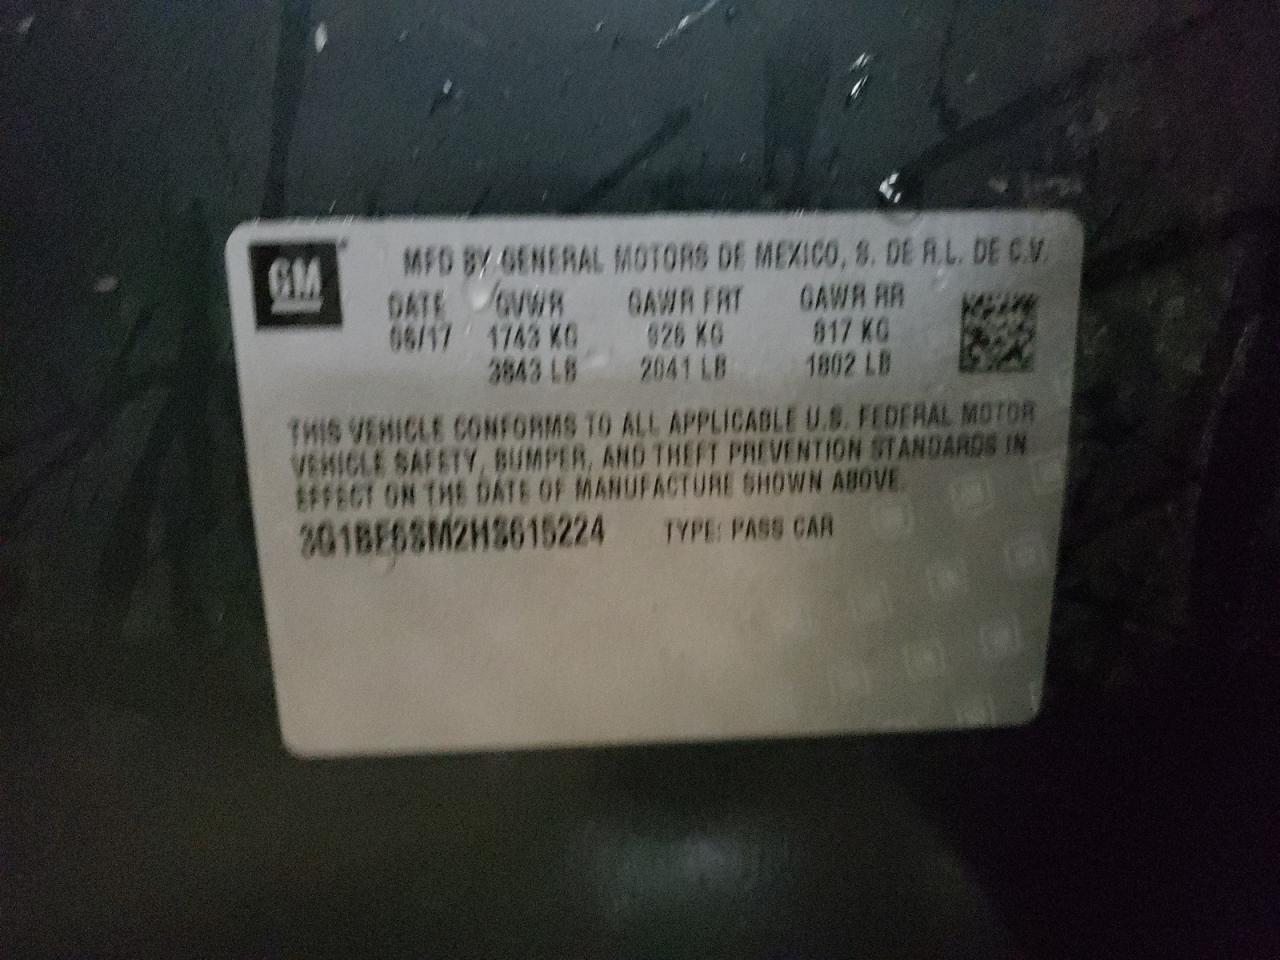 GM
MFD BY GENERAL MOTORS DE MEXICO, S. DE R.L. DE C.V.
DATE GVWR GAWR FRT GAWR RR
06/17 1743 KG 926 KG 817 KG
3843 LB 2041 LB 1802 LB
THIS VEHICLE CONFORMS TO ALL APPLICABLE U.S. FEDERAL MOTOR
VEHICLE SAFETY, BUMPER, AND THEFT PREVENTION STANDARDS IN
EFFECT ON THE DATE OF MANUFACTURE SHOWN ABOVE.
3G1BE6SM2HS615224 TYPE: PASS CAR